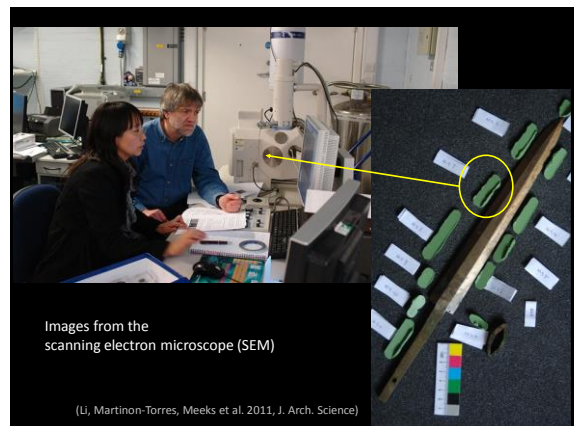 Images from the
scanning electron microscope (SEM)
(Li, Martinon-Torres, Meeks et al. 2011, J. Arch. Science)